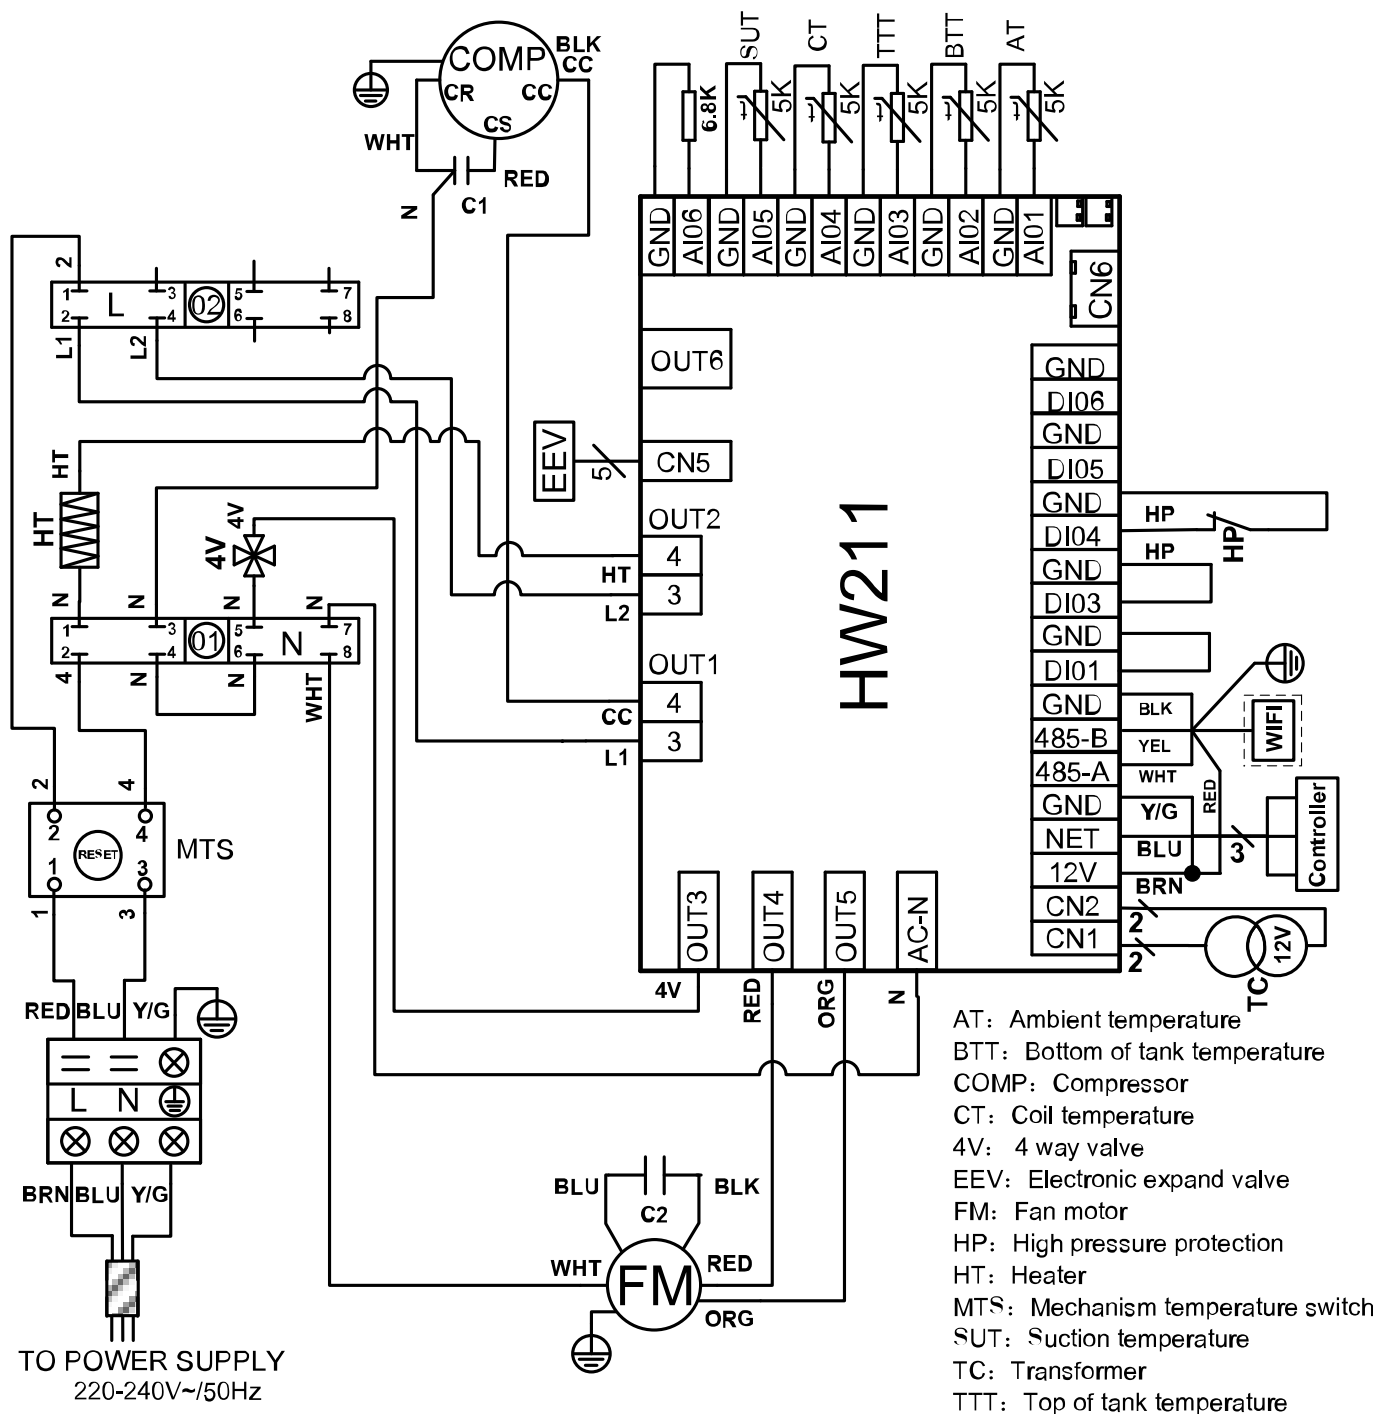 SUT
CT
TTT
BTT
AT
6.8K
5K
5K
5K
5K
5K
t
t
t
t
t
COMP
BLK
CC
CR
CC
CS
WHT
RED
C1
N
GND
AI06
GND
AI05
GND
AI04
GND
AI03
GND
AI02
GND
AI01
CN6
2
1
2
L
3
4
02
5
6
7
8
L1
L2
OUT6
EEV
5
CN5
OUT2
4
HT
3
L2
OUT1
4
CC
3
L1
HW211
GND
DI06
GND
DI05
GND
DI04
GND
DI03
GND
DI01
GND
485-B
485-A
GND
NET
12V
CN2
CN1
HP
HP
HP
BLK
YEL
WHT
RED
WIFI
Y/G
BLU
BRN
3
Controller
2
2
12V
TC
HT
HT
4V
4V
N
N
N
N
1
2
3
4
01
5
6
N
7
8
4
N
N
WHT
2
4
2
4
RESET
MTS
1
3
1
3
RED
BLU
Y/G
L
N
BRN
BLU
Y/G
TO POWER SUPPLY
220-240V~/50Hz
OUT3
OUT4
OUT5
AC-N
4V
RED
ORG
N
BLU
BLK
C2
WHT
FM
RED
ORG
AT: Ambient temperature
BTT: Bottom of tank temperature
COMP: Compressor
CT: Coil temperature
4V: 4 way valve
EEV: Electronic expand valve
FM: Fan motor
HP: High pressure protection
HT: Heater
MTS: Mechanism temperature switch
SUT: Suction temperature
TC: Transformer
TTT: Top of tank temperature